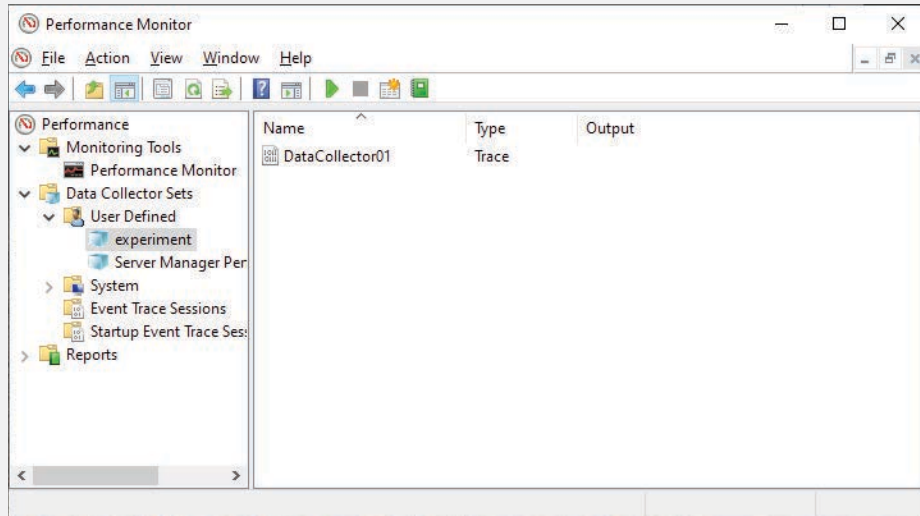 Performance Monitor
File Action View Window Help
Performance
Monitoring Tools
Performance Monitor
Data Collector Sets
User Defined
experiment
Server Manager Per
System
Event Trace Sessions
Startup Event Trace Ses
Reports
Name Type Output
DataCollector01 Trace